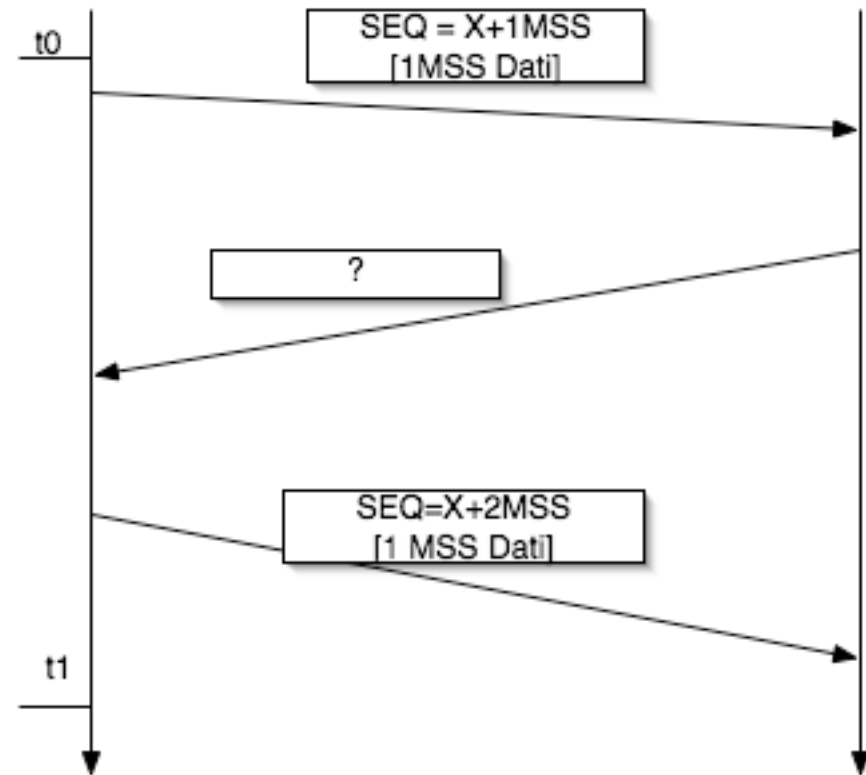 t0
SEQ = X+1MSS
[1MSS Dati]
?
SEQ=X+2MSS
[1 MSS Dati]
t1